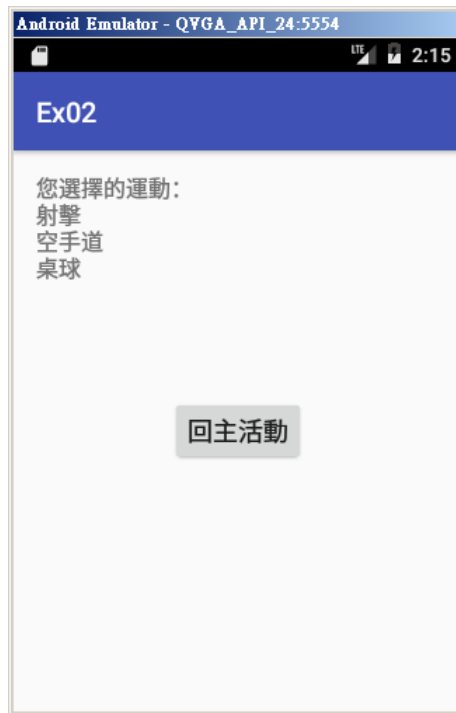 Android Emulator - QVGA_API_24:5554
LTE 2:15
Ex02
您選擇的運動:
射擊
空手道
桌球
回主活動